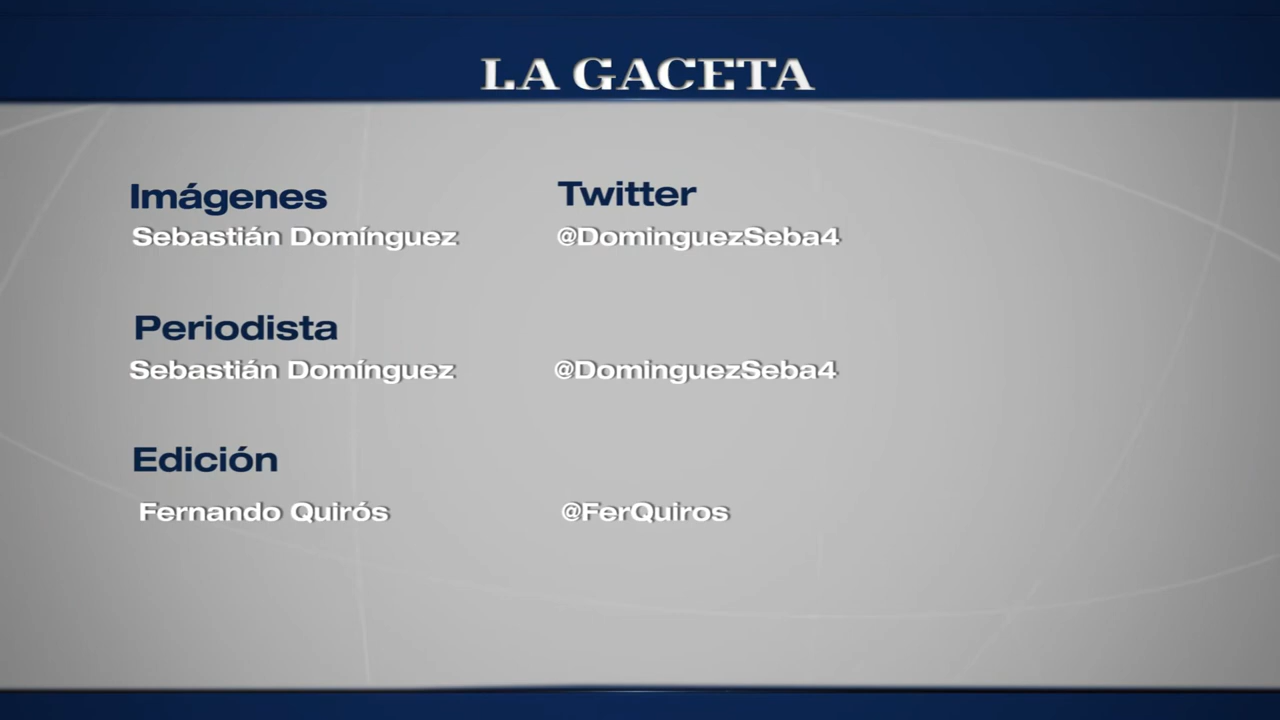 LA GACETA
Imágenes Twitter
Sebastián Domínguez @DominguezSeba4
Periodista
Sebastián Domínguez @DominguezSeba4
Edición
Fernando Quirós @FerQuiros